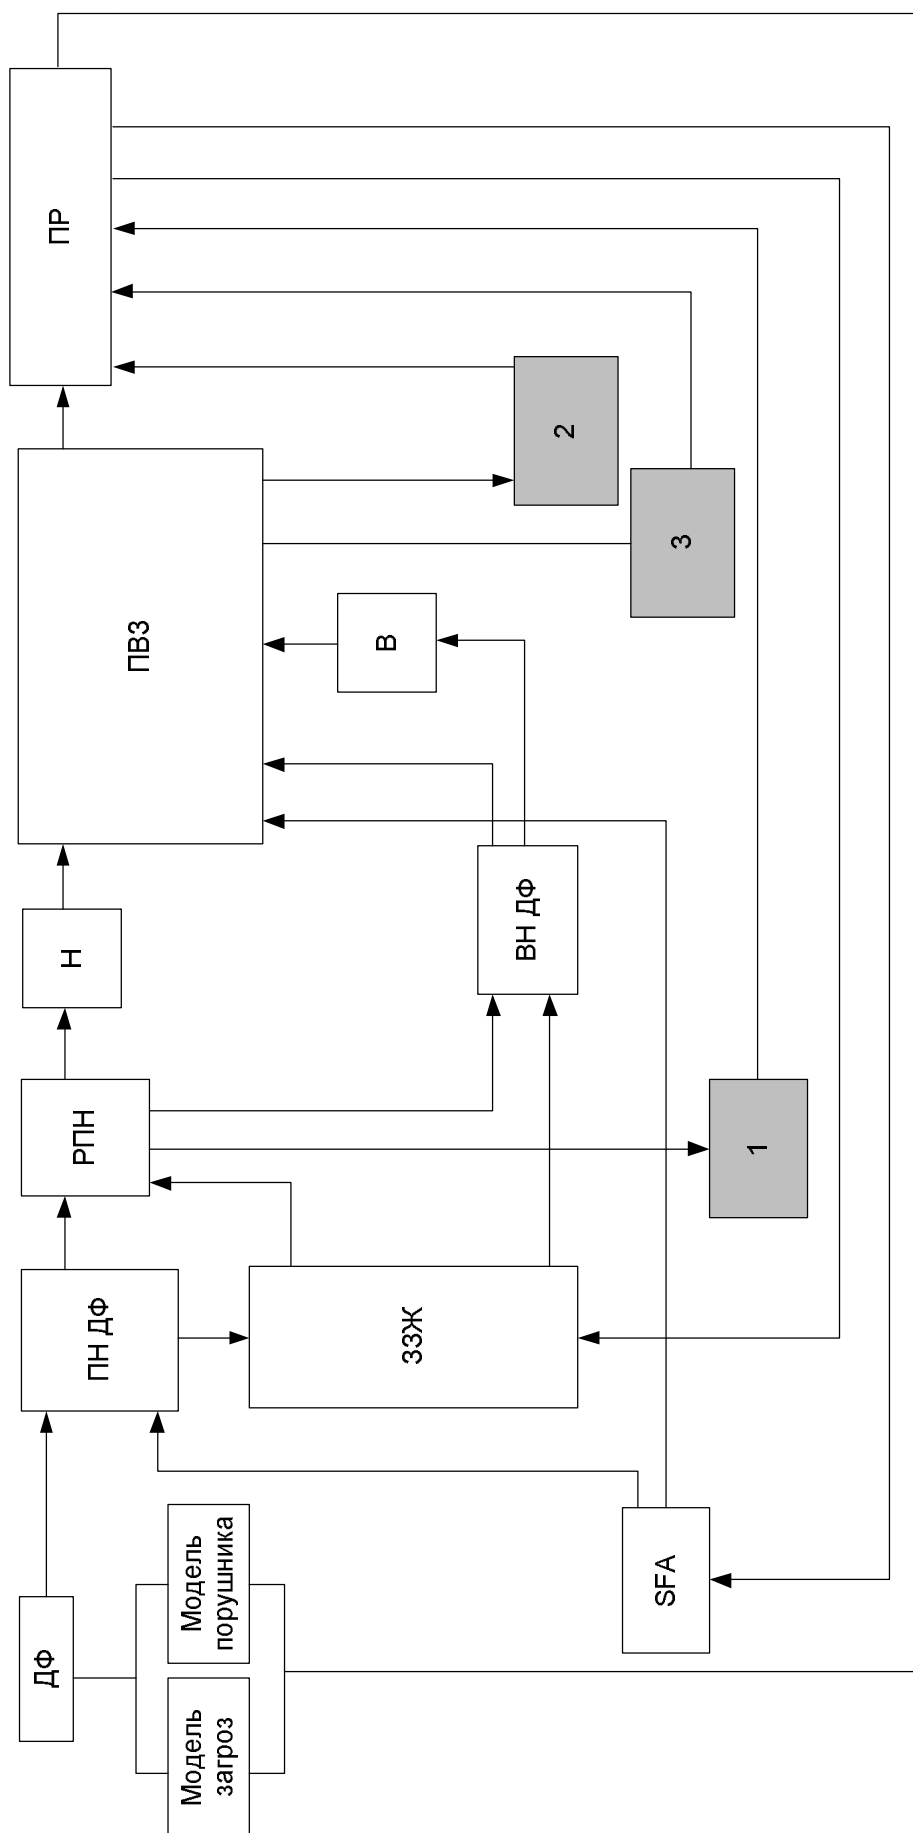 ДФ
Модель
загроз
Модель
порушника
ПН ДФ
РПН
Н
ПВЗ
ПР
ЗЗЖ
ВН ДФ
В
SFA
1
2
3